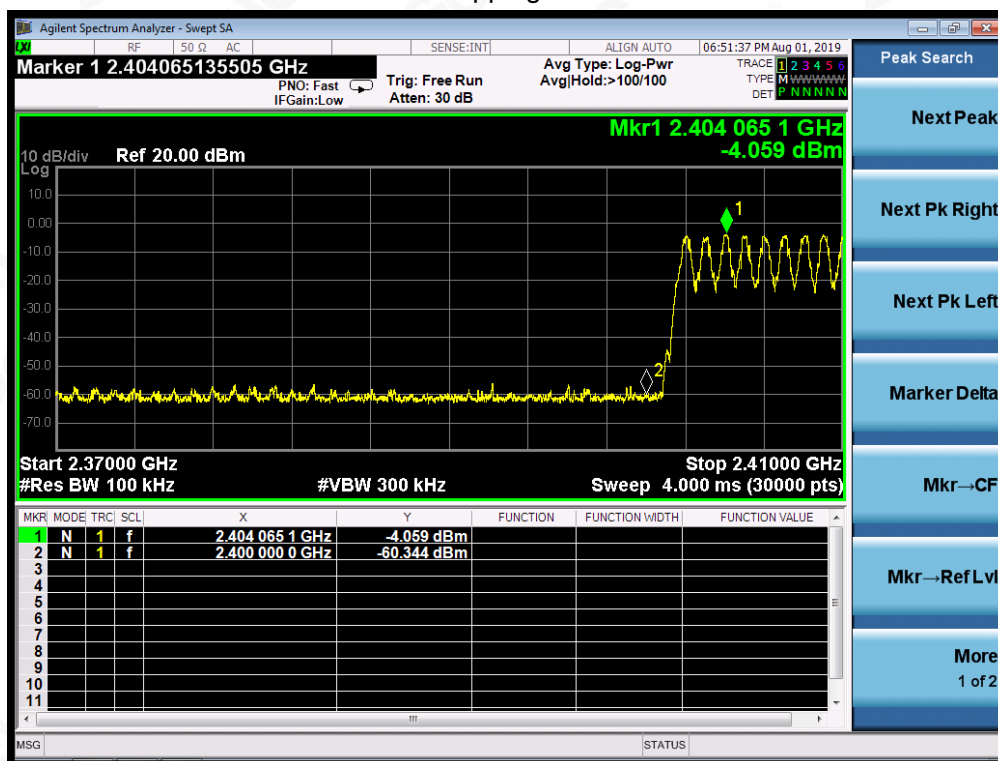 Agilent Spectrum Analyzer - Swept SA
LXI RF 50 Ω AC SENSE:INT ALIGN AUTO 06:51:37 PM Aug 01, 2019
Marker 1 2.404065135505 GHz
PNO: Fast
IFGain:Low
Trig: Free Run
Atten: 30 dB
Avg Type: Log-Pwr
Avg|Hold:>100/100
TRACE 1 2 3 4 5 6
TYPE M WWWWW
DET P N N N N N
Mkr1 2.404 065 1 GHz
-4.059 dBm
10 dB/div Ref 20.00 dBm
Log
10.0
0.00
-10.0
-20.0
-30.0
-40.0
-50.0
-60.0
-70.0
1
2
Start 2.37000 GHz Stop 2.41000 GHz
#Res BW 100 kHz #VBW 300 kHz Sweep 4.000 ms (30000 pts)
MKR MODE TRC SCL X Y FUNCTION FUNCTION WIDTH FUNCTION VALUE
1 N 1 f 2.404 065 1 GHz -4.059 dBm
2 N 1 f 2.400 000 0 GHz -60.344 dBm
3
4
5
6
7
8
9
10
11
MSG STATUS
Peak Search
Next Peak
Next Pk Right
Next Pk Left
Marker Delta
Mkr→CF
Mkr→Ref Lvl
More
1 of 2